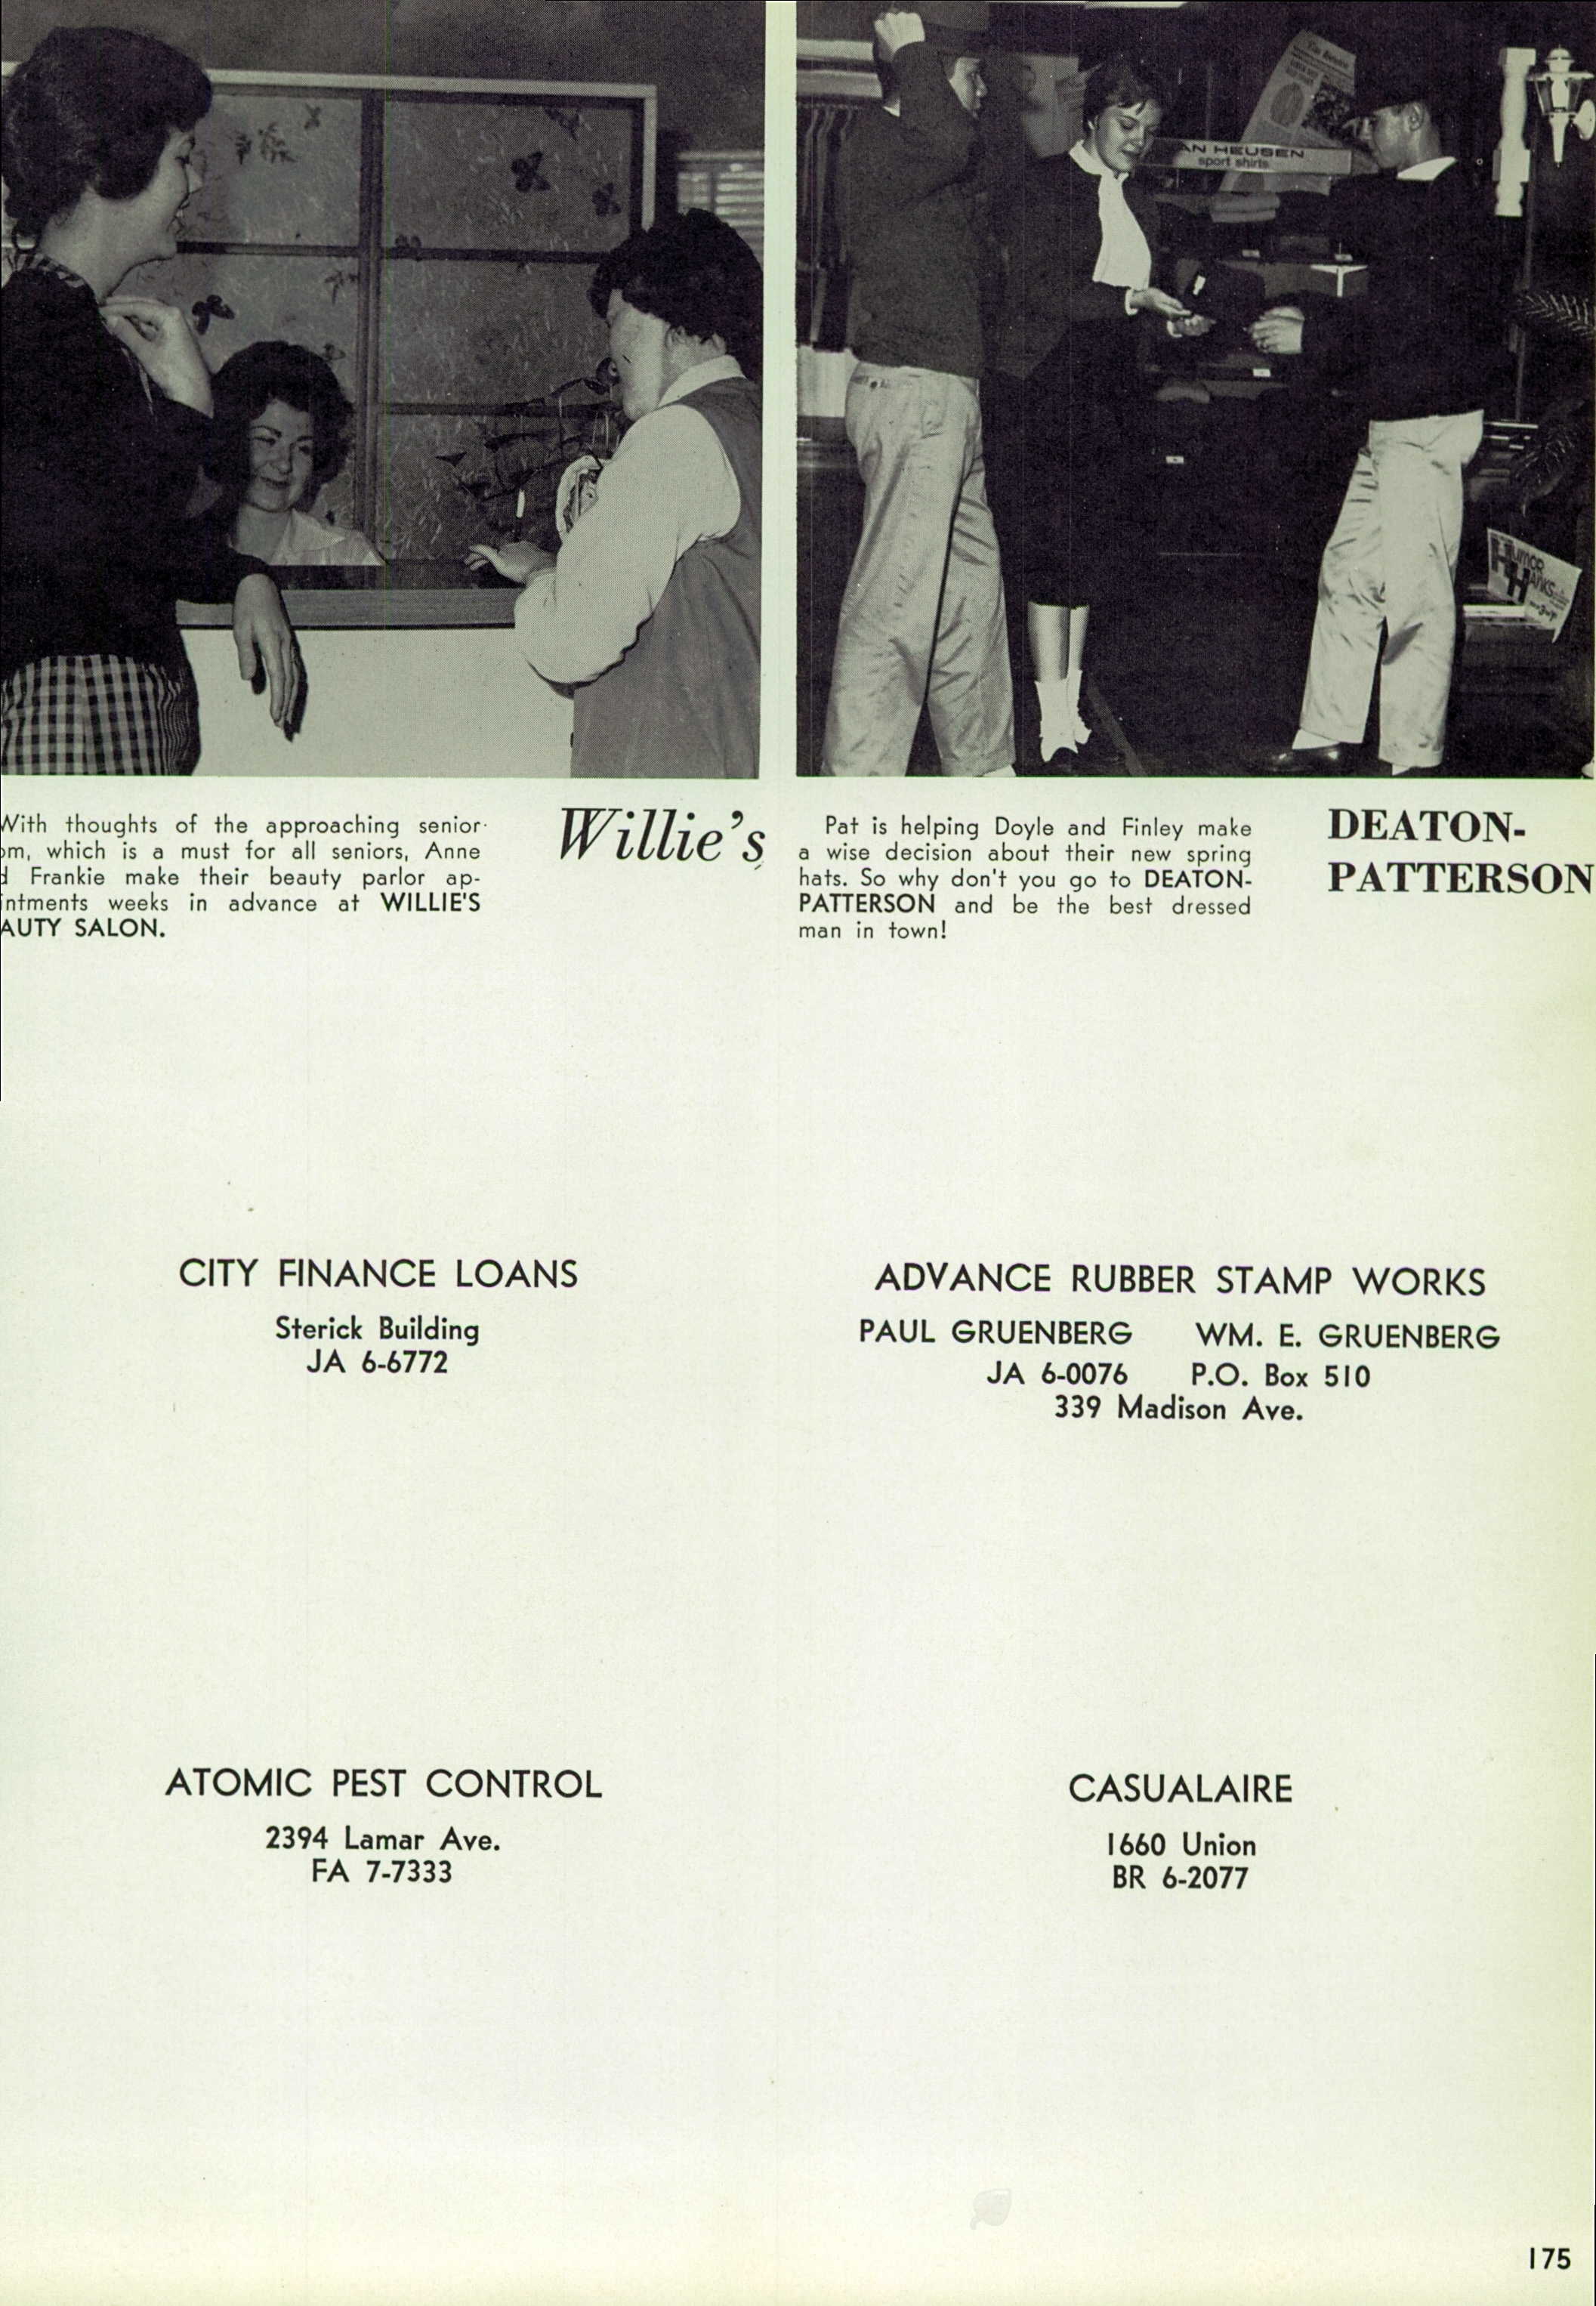 AN HEUSEN
sport shirts
HUMOR
HANKS
With thoughts of the approaching senior-
om, which is a must for all seniors, Anne
d Frankie make their beauty parlor ap-
intments weeks in advance at WILLIE'S
AUTY SALON.
Willie's
Pat is helping Doyle and Finley make
a wise decision about their new spring
hats. So why don't you go to DEATON-
PATTERSON and be the best dressed
man in town!
DEATON-
PATTERSON
CITY FINANCE LOANS
Sterick Building
JA 6-6772
ADVANCE RUBBER STAMP WORKS
PAUL GRUENBERG WM. E. GRUENBERG
JA 6-0076 P.O. Box 510
339 Madison Ave.
ATOMIC PEST CONTROL
2394 Lamar Ave.
FA 7-7333
CASUALAIRE
1660 Union
BR 6-2077
175